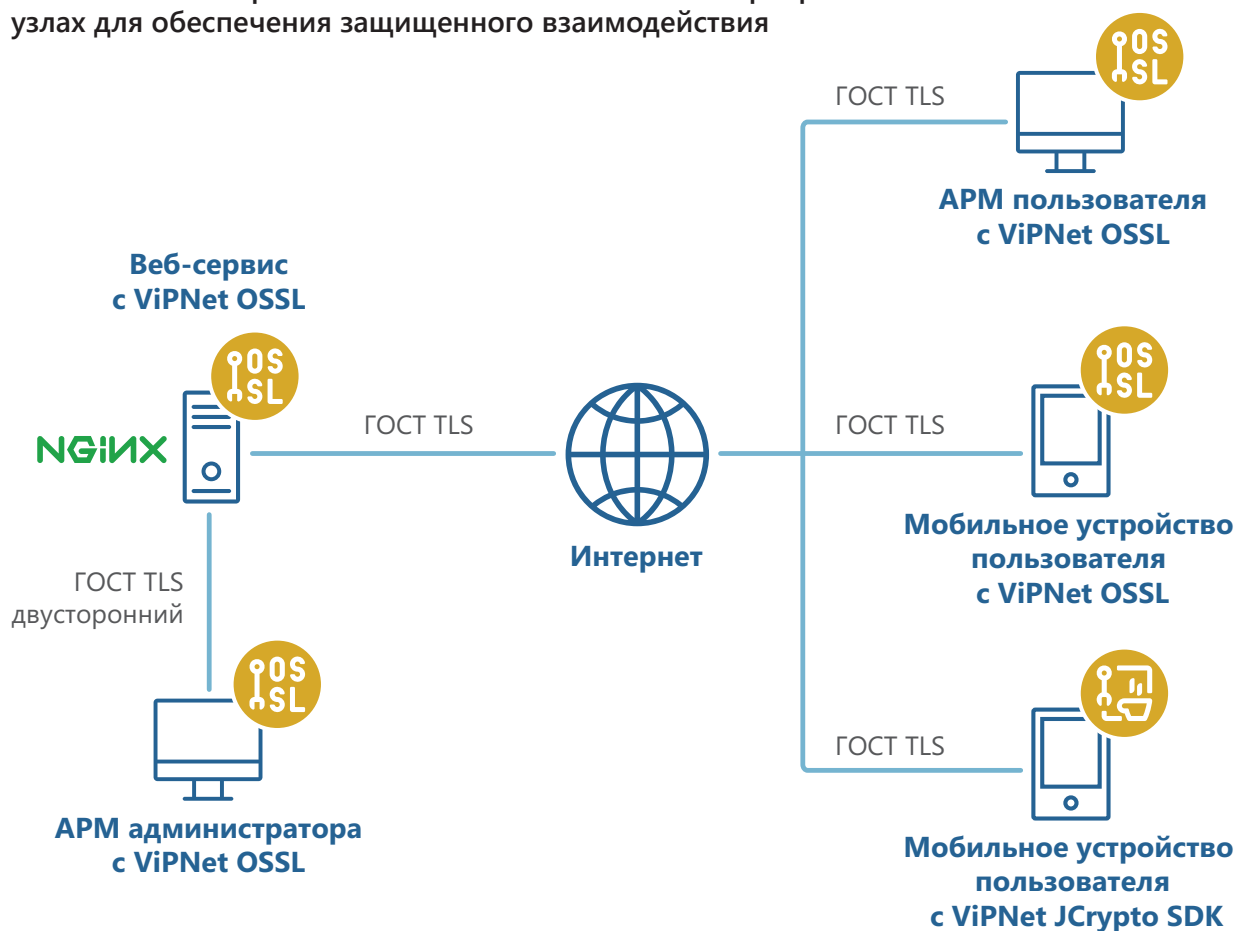 узлах для обеспечения защищенного взаимодействия
OS
SL
ГОСТ TLS
АРМ пользователя
с ViPNet OSSL
Веб-сервис
с ViPNet OSSL
OS
SL
NGINX
ГОСТ TLS
Интернет
OS
SL
ГОСТ TLS
Мобильное устройство
пользователя
с ViPNet OSSL
ГОСТ TLS
двусторонний
OS
SL
АРМ администратора
с ViPNet OSSL
ГОСТ TLS
Мобильное устройство
пользователя
с ViPNet JCrypto SDK